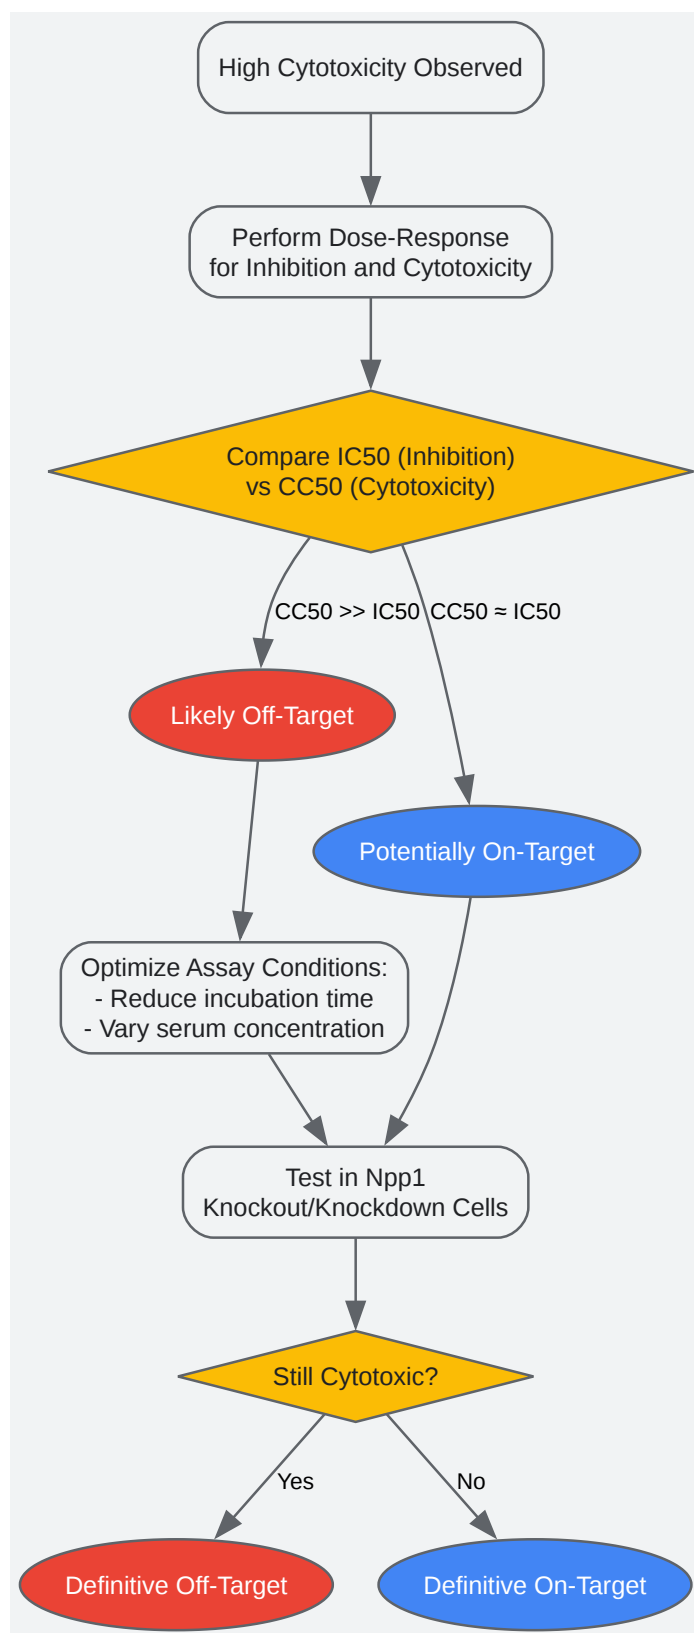 High Cytotoxicity Observed
Perform Dose-Response
for Inhibition and Cytotoxicity
Compare IC50 (Inhibition)
vs CC50 (Cytotoxicity)
CC50 >> IC50
CC50 ≈ IC50
Likely Off-Target
Potentially On-Target
Optimize Assay Conditions:
- Reduce incubation time
- Vary serum concentration
Test in Npp1
Knockout/Knockdown Cells
Still Cytotoxic?
Yes
No
Definitive Off-Target
Definitive On-Target